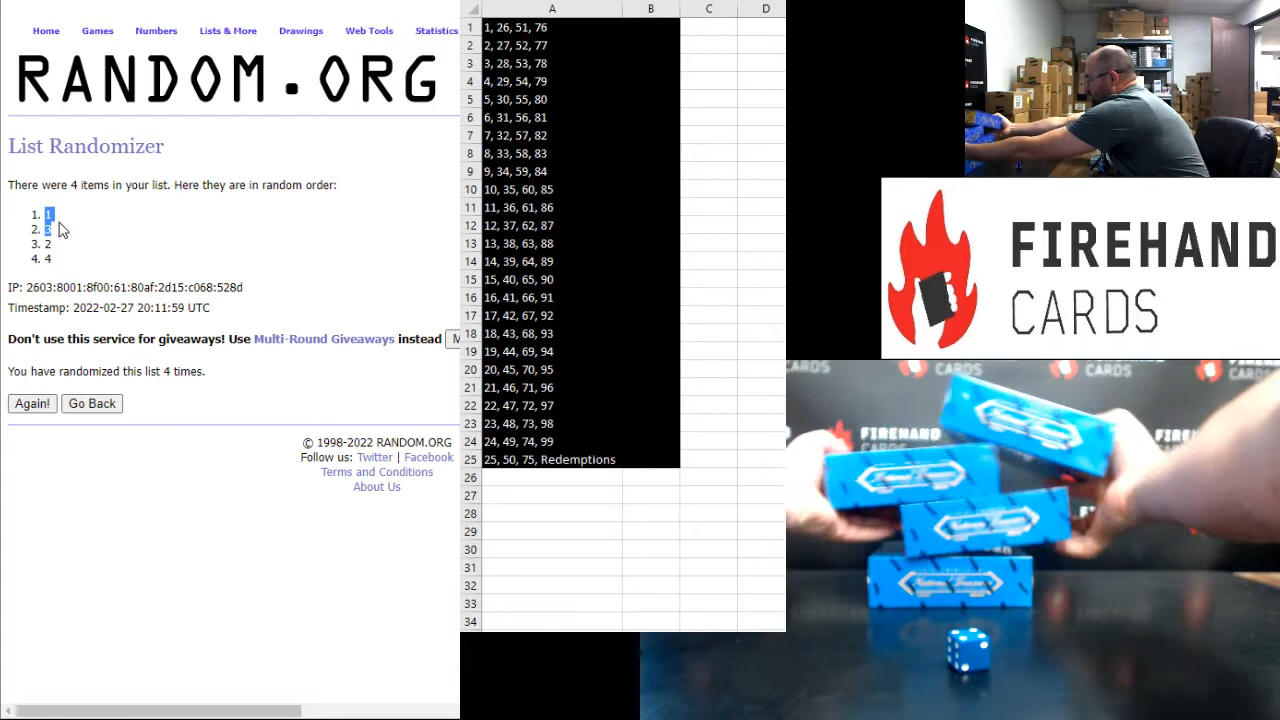 Home Games Numbers Lists & More Drawings Web Tools Statistics
RANDOM.ORG
List Randomizer
There were 4 items in your list. Here they are in random order:
1. 1
2. 3
3. 2
4. 4
IP: 2603:8001:8f00:61:80af:2d15:c068:528d
Timestamp: 2022-02-27 20:11:59 UTC
Don't use this service for giveaways! Use Multi-Round Giveaways instead
You have randomized this list 4 times.
Again! Go Back
© 1998-2022 RANDOM.ORG
Follow us: Twitter | Facebook
Terms and Conditions
About Us
A B C D
1 1, 26, 51, 76
2 2, 27, 52, 77
3 3, 28, 53, 78
4 4, 29, 54, 79
5 5, 30, 55, 80
6 6, 31, 56, 81
7 7, 32, 57, 82
8 8, 33, 58, 83
9 9, 34, 59, 84
10 10, 35, 60, 85
11 11, 36, 61, 86
12 12, 37, 62, 87
13 13, 38, 63, 88
14 14, 39, 64, 89
15 15, 40, 65, 90
16 16, 41, 66, 91
17 17, 42, 67, 92
18 18, 43, 68, 93
19 19, 44, 69, 94
20 20, 45, 70, 95
21 21, 46, 71, 96
22 22, 47, 72, 97
23 23, 48, 73, 98
24 24, 49, 74, 99
25 25, 50, 75, Redemptions
26
27
28
29
30
31
32
33
34
FIREHAND
CARDS
CARDS
CARDS
FIREHAND
CARDS
National Treasures